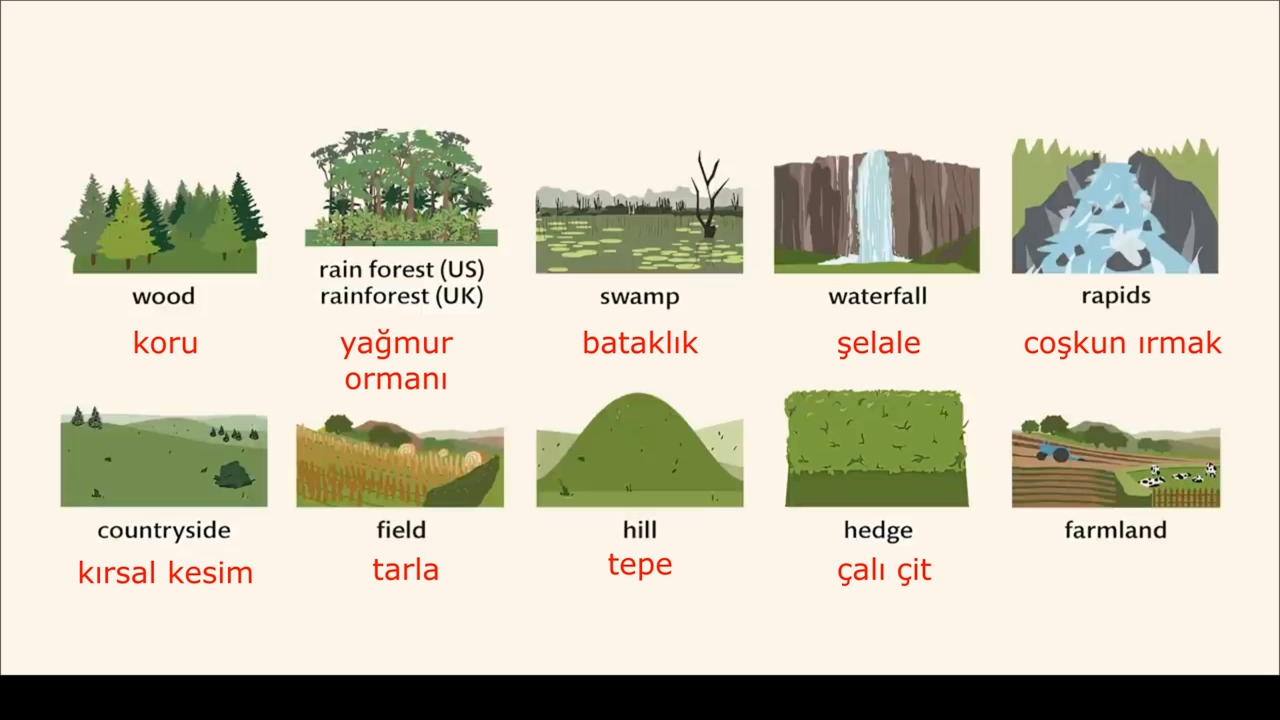 wood
rain forest (US)
rainforest (UK)
swamp
waterfall
rapids
koru
yağmur
ormanı
bataklık
şelale
coşkun ırmak
countryside
field
hill
hedge
farmland
kırsal kesim
tarla
tepe
çalı çit